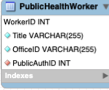 PublicHealthWorker
WorkerID INT
Title VARCHAR(255)
OfficeID VARCHAR(255)
PublicAuthID INT
Indexes